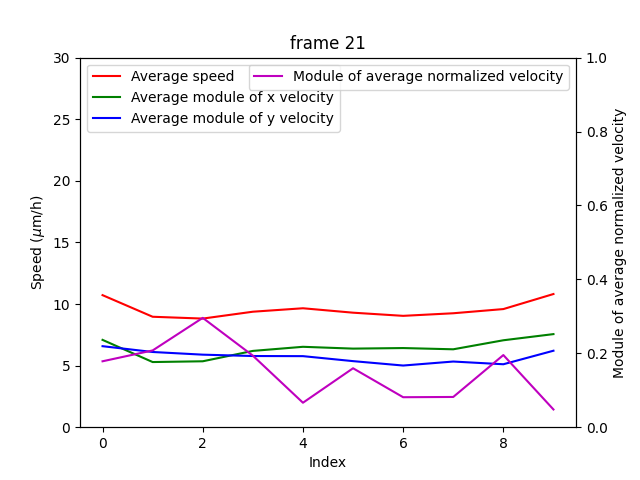 frame 21
Average speed
Average module of x velocity
Average module of y velocity
Module of average normalized velocity
30
25
20
15
10
5
0
Speed (μm/h)
1.0
0.8
0.6
0.4
0.2
0.0
Module of average normalized velocity
0 2 4 6 8
Index